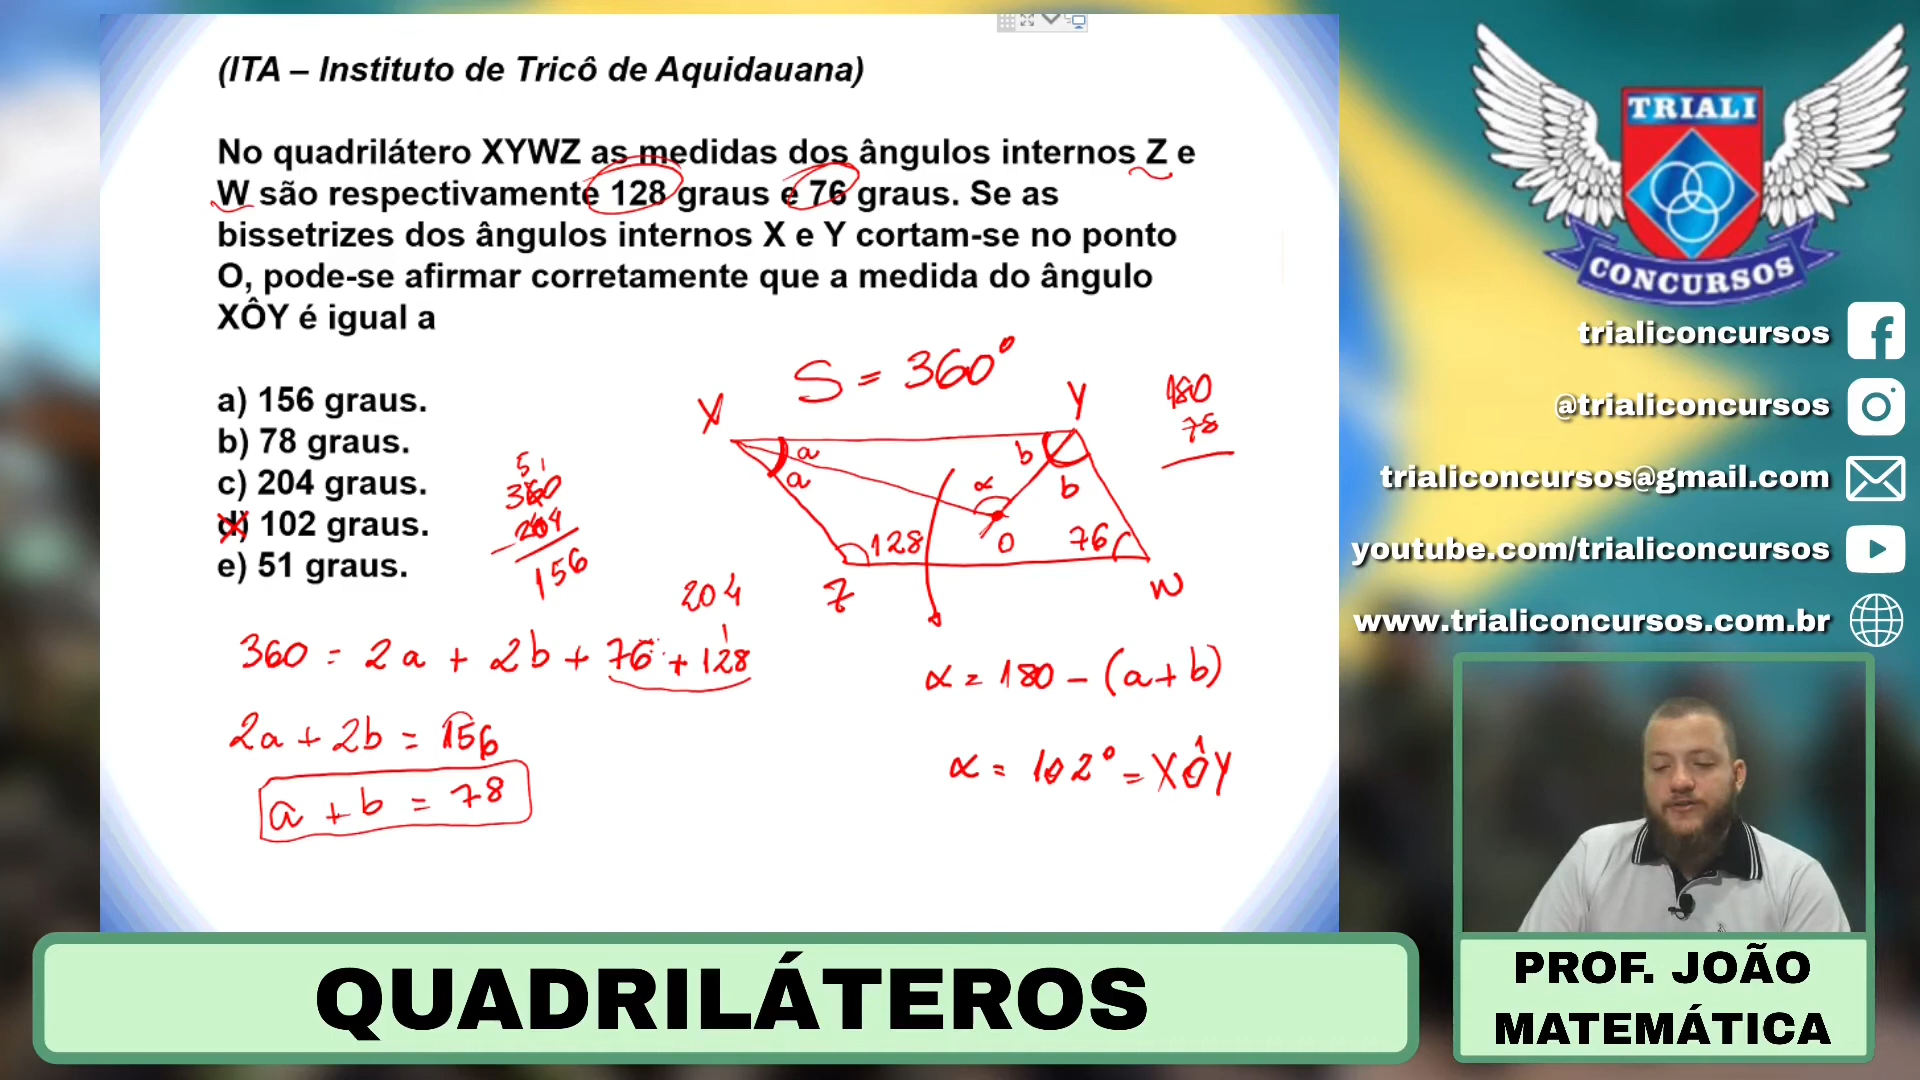 (ITA – Instituto de Tricô de Aquidauana)
No quadrilátero XYWZ as medidas dos ângulos internos Z e
W são respectivamente 128 graus e 76 graus. Se as
bissetrizes dos ângulos internos X e Y cortam-se no ponto
O, pode-se afirmar corretamente que a medida do ângulo
XÔY é igual a
a) 156 graus.
b) 78 graus.
c) 204 graus.
d) 102 graus.
e) 51 graus.
S = 360°
X
Y
a
a
b
b
α
O
128
76
Z
W
180
78
5 1
360
204
156
204
1
360 = 2a + 2b + 76 + 128
2a + 2b = 156
a + b = 78
α = 180 - (a + b)
α = 102° = XÔY
TRIALI
CONCURSOS
trialiconcursos
@trialiconcursos
trialiconcursos@gmail.com
youtube.com/trialiconcursos
www.trialiconcursos.com.br
QUADRILÁTEROS
PROF. JOÃO
MATEMÁTICA